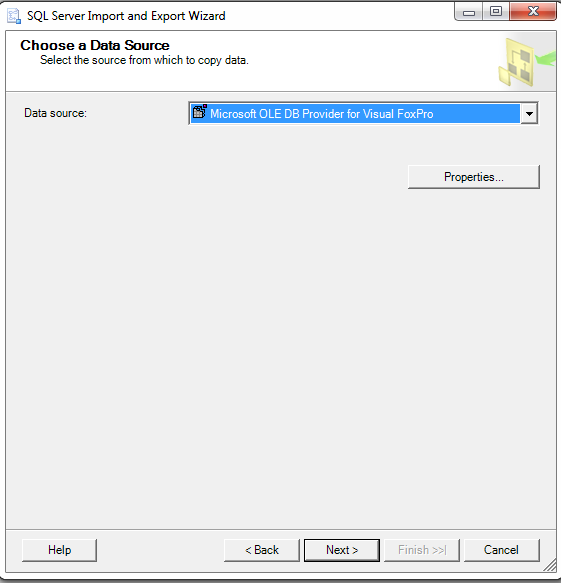 SQL Server Import and Export Wizard
Choose a Data Source
Select the source from which to copy data.
Data source: Microsoft OLE DB Provider for Visual FoxPro
Properties...
Help < Back Next > Finish >>| Cancel